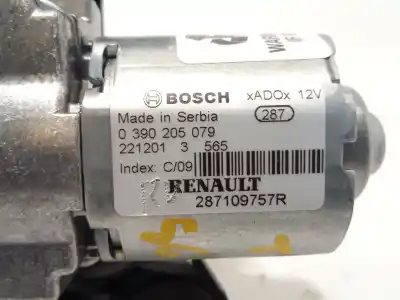 BOSCH xADOx 12V
Made in Serbia 287
0 390 205 079
221201 3 565
Index: C/09
RENAULT
287109757R